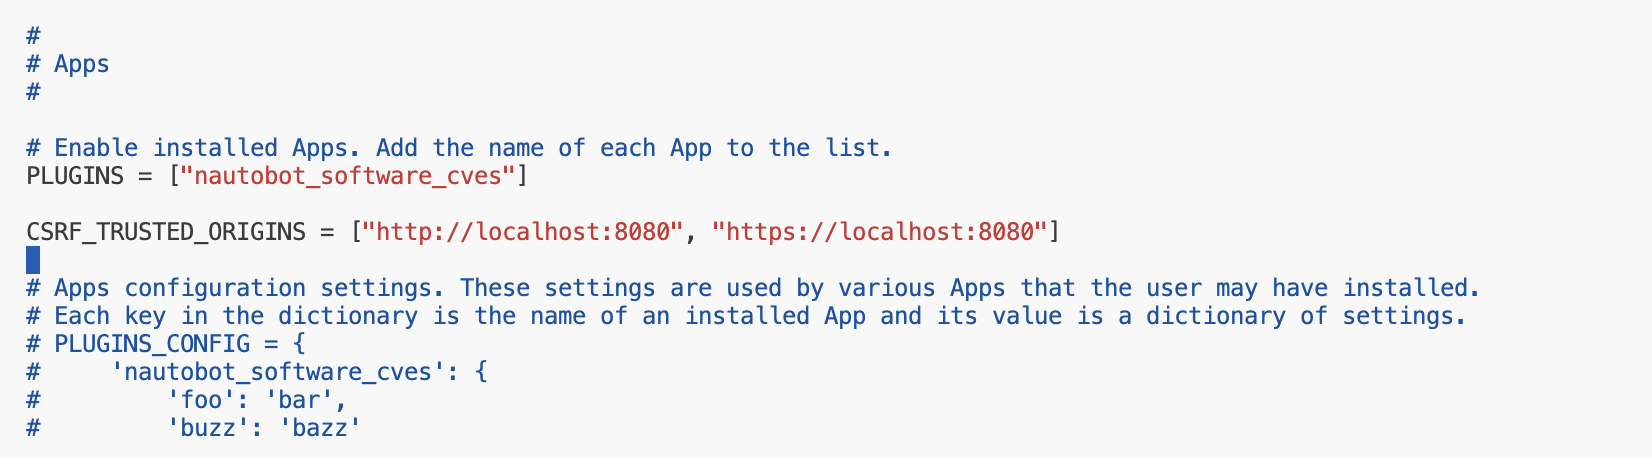 #
# Apps
#
# Enable installed Apps. Add the name of each App to the list.
PLUGINS = ["nautobot_software_cves"]
CSRF_TRUSTED_ORIGINS = ["http://localhost:8080", "https://localhost:8080"]
# Apps configuration settings. These settings are used by various Apps that the user may have installed.
# Each key in the dictionary is the name of an installed App and its value is a dictionary of settings.
# PLUGINS_CONFIG = {
#     'nautobot_software_cves': {
#         'foo': 'bar',
#         'buzz': 'bazz'